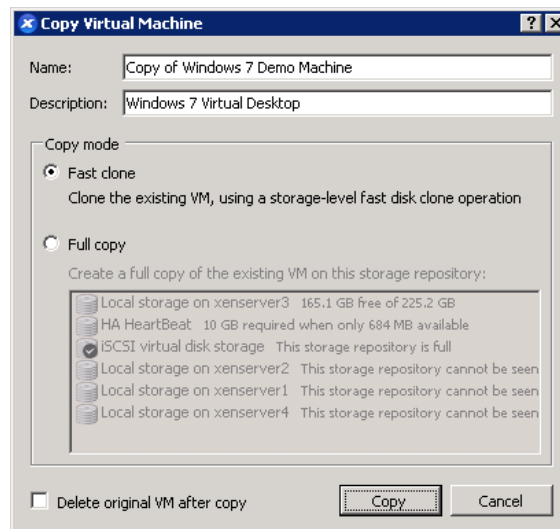 Copy Virtual Machine
Name: Copy of Windows 7 Demo Machine
Description: Windows 7 Virtual Desktop
Copy mode
Fast clone
Clone the existing VM, using a storage-level fast disk clone operation
Full copy
Create a full copy of the existing VM on this storage repository:
Local storage on xenserver3 165.1 GB free of 225.2 GB
HA HeartBeat 10 GB required when only 684 MB available
iSCSI virtual disk storage This storage repository is full
Local storage on xenserver2 This storage repository cannot be seen
Local storage on xenserver1 This storage repository cannot be seen
Local storage on xenserver4 This storage repository cannot be seen
Delete original VM after copy Copy Cancel